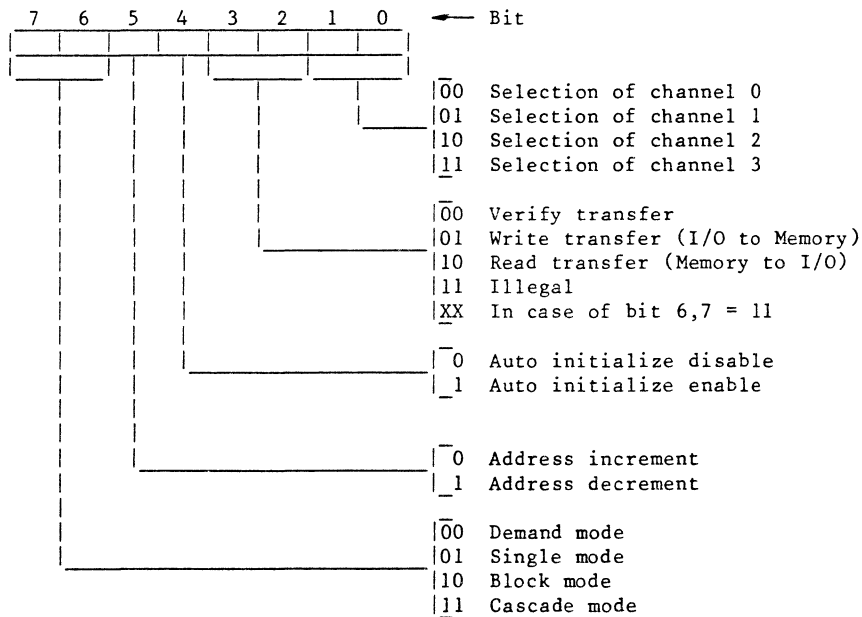 7 6 5 4 3 2 1 0 Bit
00 Selection of channel 0
01 Selection of channel 1
10 Selection of channel 2
11 Selection of channel 3
00 Verify transfer
01 Write transfer (I/O to Memory)
10 Read transfer (Memory to I/O)
11 Illegal
XX In case of bit 6,7 = 11
0 Auto initialize disable
1 Auto initialize enable
0 Address increment
1 Address decrement
00 Demand mode
01 Single mode
10 Block mode
11 Cascade mode